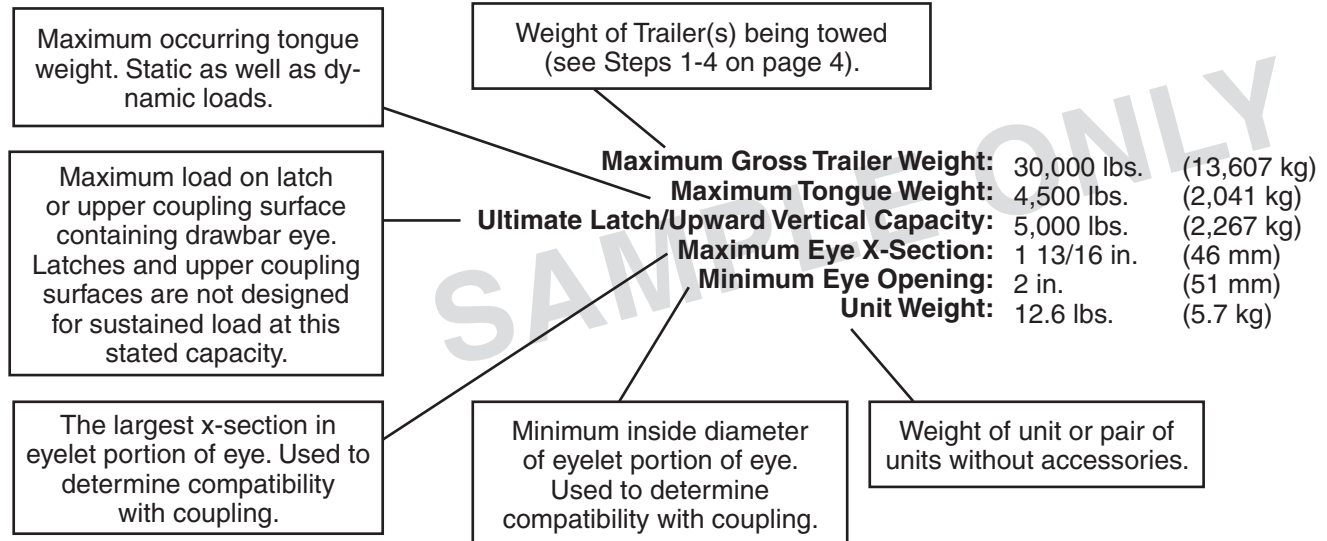 Maximum occurring tongue
weight. Static as well as dy-
namic loads.
Weight of Trailer(s) being towed
(see Steps 1-4 on page 4).
Maximum load on latch
or upper coupling surface
containing drawbar eye.
Latches and upper coupling
surfaces are not designed
for sustained load at this
stated capacity.
SAMPLE ONLY
Maximum Gross Trailer Weight: 30,000 lbs. (13,607 kg)
Maximum Tongue Weight: 4,500 lbs. (2,041 kg)
Ultimate Latch/Upward Vertical Capacity: 5,000 lbs. (2,267 kg)
Maximum Eye X-Section: 1 13/16 in. (46 mm)
Minimum Eye Opening: 2 in. (51 mm)
Unit Weight: 12.6 lbs. (5.7 kg)
The largest x-section in
eyelet portion of eye. Used to
determine compatibility
with coupling.
Minimum inside diameter
of eyelet portion of eye.
Used to determine
compatibility with coupling.
Weight of unit or pair of
units without accessories.